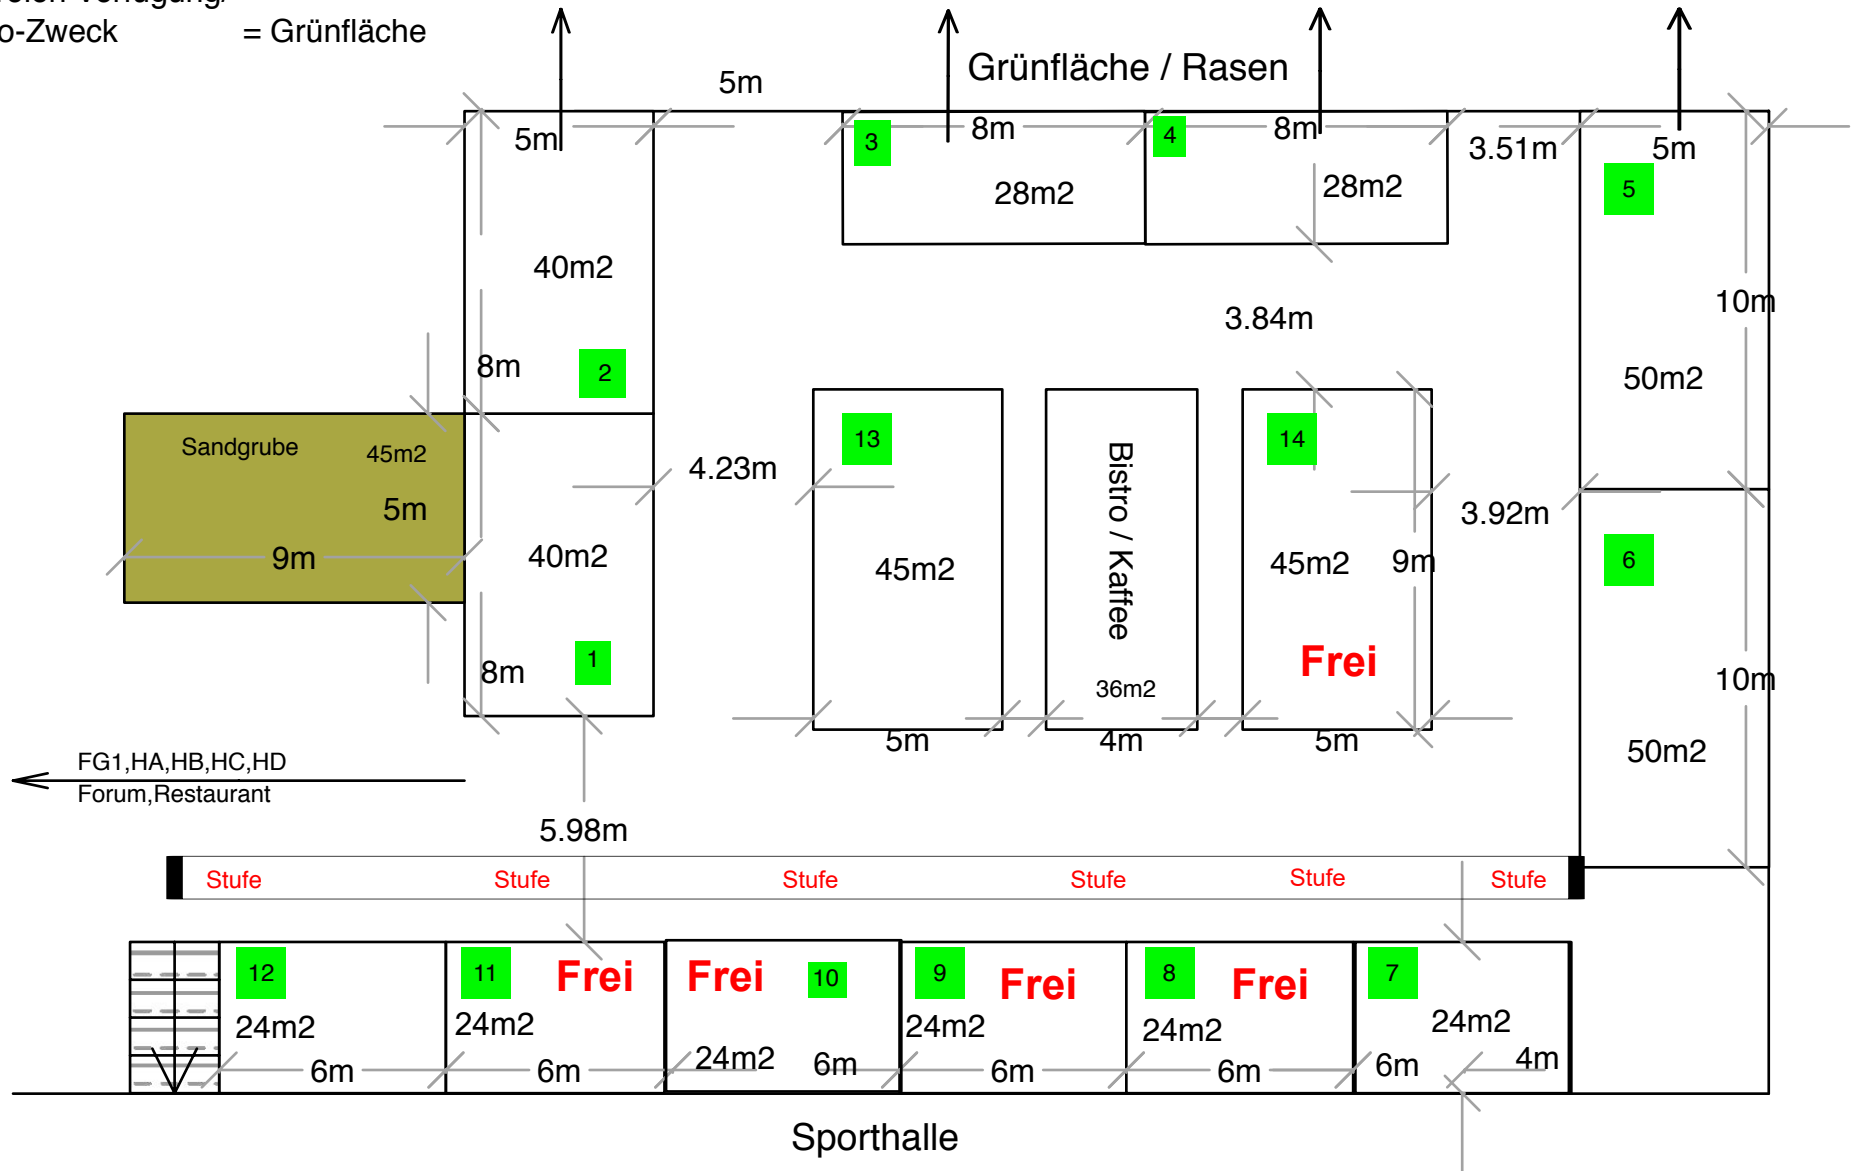 = Grünfläche
5m
Grünfläche / Rasen
5m
3
8m
4
8m
3.51m
5m
28m2
28m2
5
40m2
3.84m
10m
8m
2
50m2
Sandgrube
45m2
13
Bistro / Kaffee
14
4.23m
5m
3.92m
9m
40m2
45m2
45m2
9m
6
1
8m
Frei
36m2
10m
5m
4m
5m
50m2
FG1,HA,HB,HC,HD
Forum,Restaurant
5.98m
Stufe
Stufe
Stufe
Stufe
Stufe
Stufe
12
11
Frei
Frei
10
9
Frei
8
Frei
7
24m2
24m2
24m2
24m2
24m2
24m2
6m
6m
6m
6m
6m
6m
4m
Sporthalle